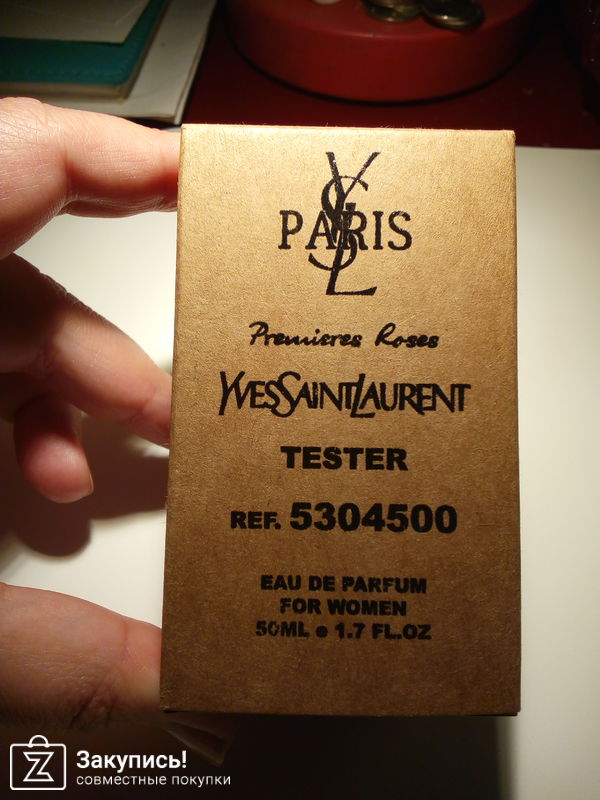 YSL
PARIS
Premieres Roses
YVESSAINTLAURENT
TESTER
REF. 5304500
EAU DE PARFUM
FOR WOMEN
50ML e 1.7 FL.OZ
Закупись!
совместные покупки